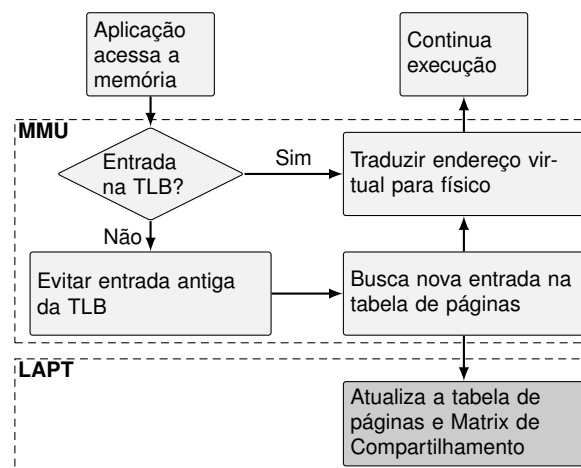 Aplicação
acessa a
memória
Continua
execução
MMU
Entrada
na TLB?
Sim
Traduzir endereço vir-
tual para físico
Não
Evitar entrada antiga
da TLB
Busca nova entrada na
tabela de páginas
LAPT
Atualiza a tabela de
páginas e Matrix de
Compartilhamento